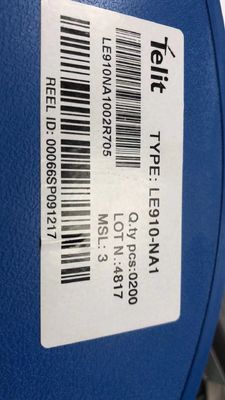 Telit
TYPE: LE910-NA1
LE910NA1002R705
Q.ty pcs:0200
LOT N.:4817
MSL: 3
REEL ID: 00066SP091217